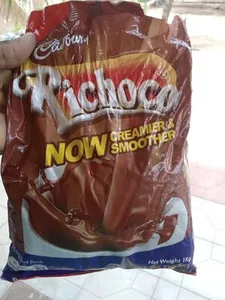 Cadbury
Richoco
NOW CREAMIER &
SMOOTHER
Net Weight 1Kg